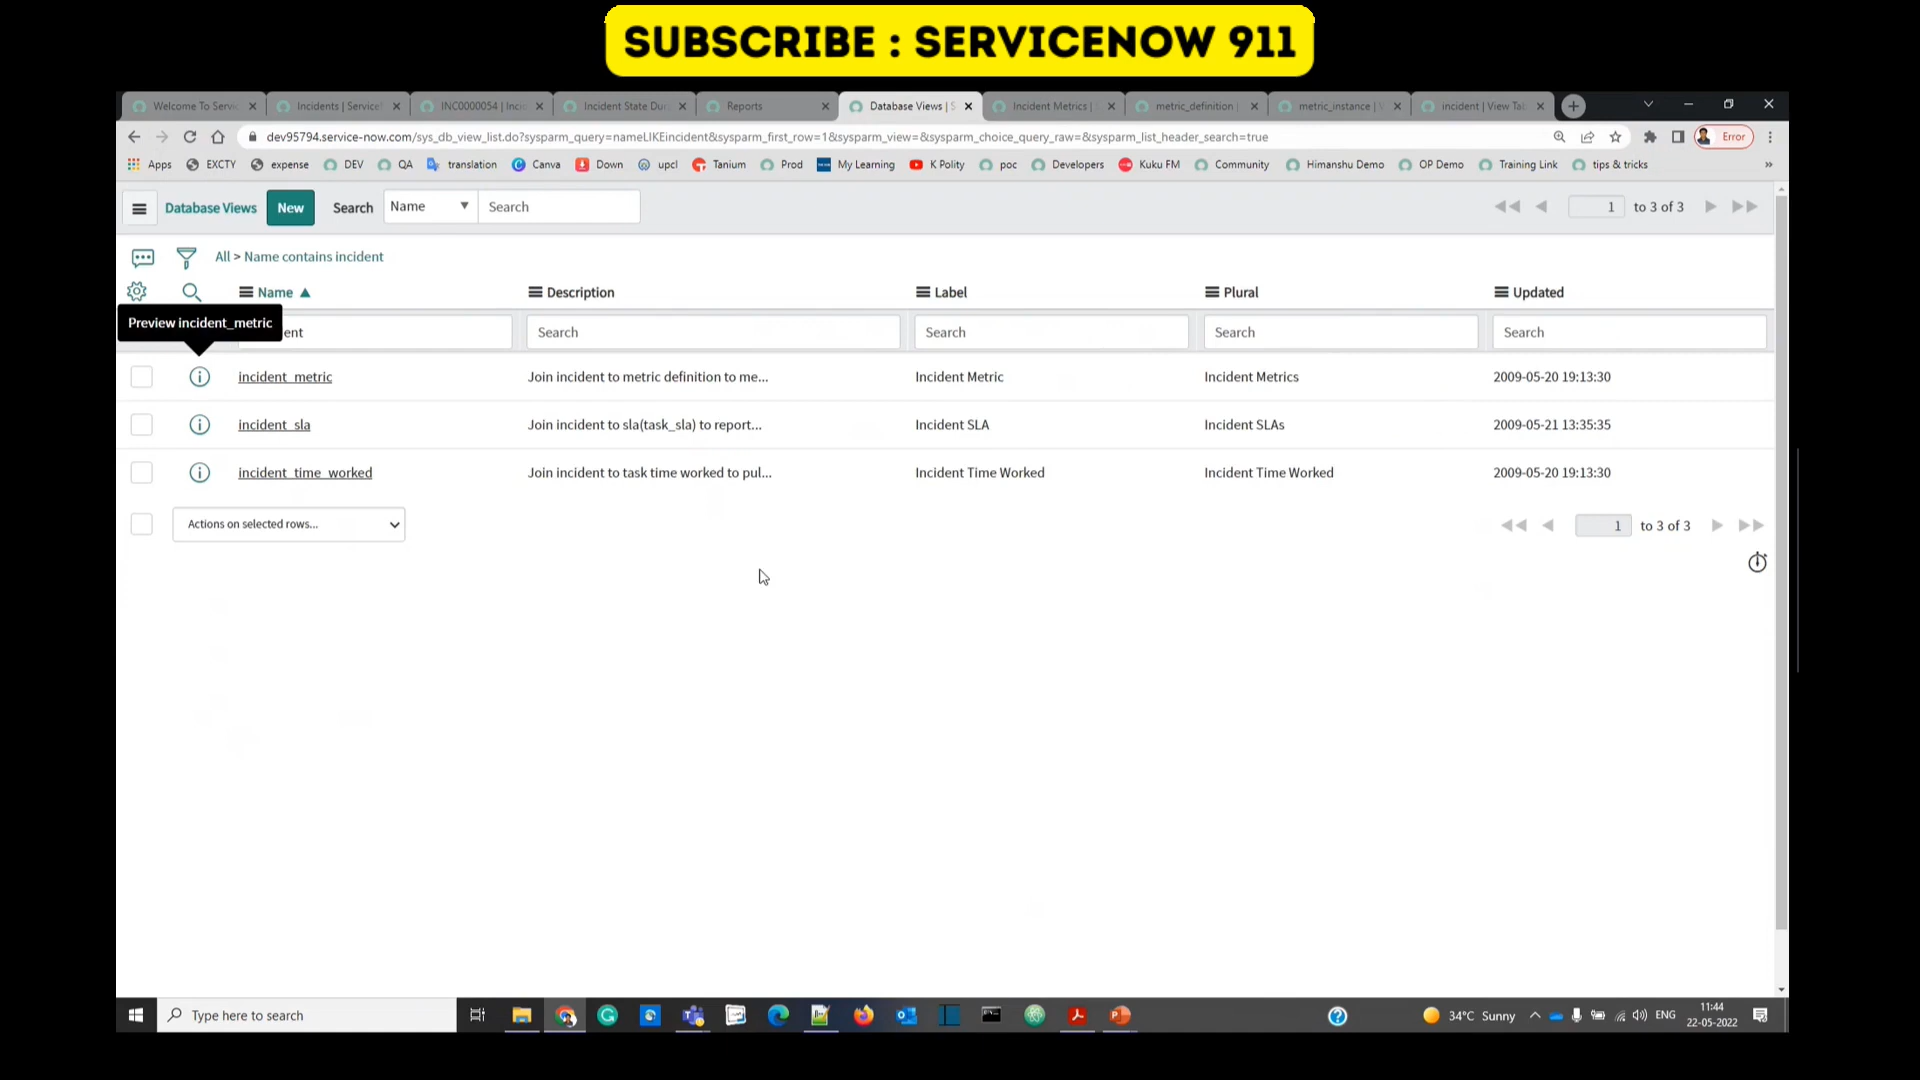 SUBSCRIBE : SERVICENOW 911
Welcome To Servi
Incidents | Service
INC0000054 | Inci
Incident State Dur
Reports
Database Views | S
Incident Metrics |
metric_definition |
metric_instance | V
incident | View Ta
dev95794.service-now.com/sys_db_view_list.do?sysparm_query=nameLIKEincident&sysparm_first_row=1&sysparm_view=&sysparm_choice_query_raw=&sysparm_list_header_search=true
Error
Apps EXCTY expense DEV QA translation Canva Down upcl Tanium Prod My Learning K Polity poc Developers Kuku FM Community Himanshu Demo OP Demo Training Link tips & tricks »
Database Views New Search Name Search 1 to 3 of 3
All > Name contains incident
Name Description Label Plural Updated
Preview incident_metric
ent Search Search Search Search
incident_metric Join incident to metric definition to me... Incident Metric Incident Metrics 2009-05-20 19:13:30
incident_sla Join incident to sla(task_sla) to report... Incident SLA Incident SLAs 2009-05-21 13:35:35
incident_time_worked Join incident to task time worked to pul... Incident Time Worked Incident Time Worked 2009-05-20 19:13:30
Actions on selected rows... 1 to 3 of 3
Type here to search
34°C Sunny
ENG
11:44
22-05-2022